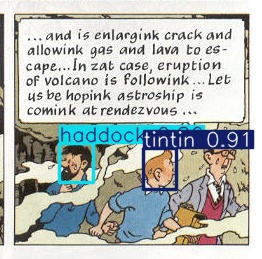 ...and is enlargink crack and
allowink gas and lava to es-
cape...In zat case, eruption
of volcano is followink...Let
us be hopink astroship is
comink at rendezvous ...
haddock
tintin 0.91